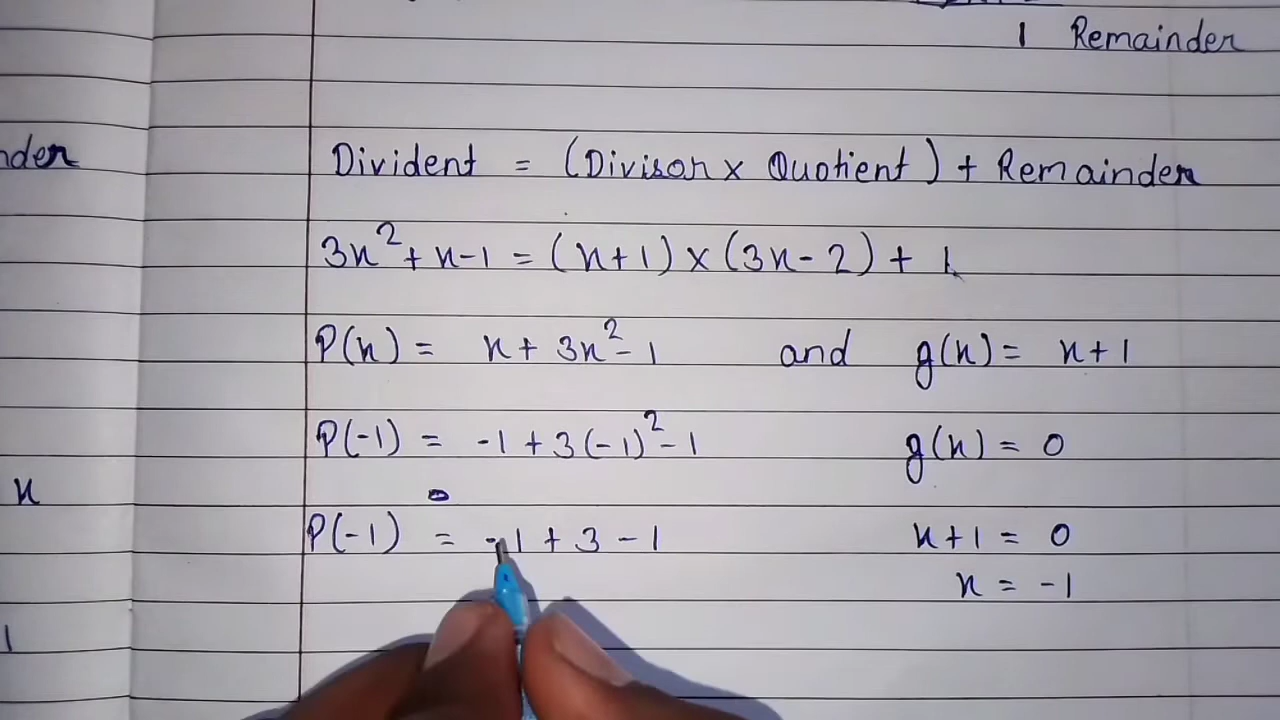 1 Remainder
nder
Divident = (Divisor x Quotient) + Remainder
3x² + x - 1 = (x+1) x (3x - 2) + 1
P(x) = x + 3x² - 1 and g(x) = x+1
P(-1) = -1 + 3(-1)² - 1 g(x) = 0
x
P(-1) = -1 + 3 - 1 x+1 = 0
x = -1
1